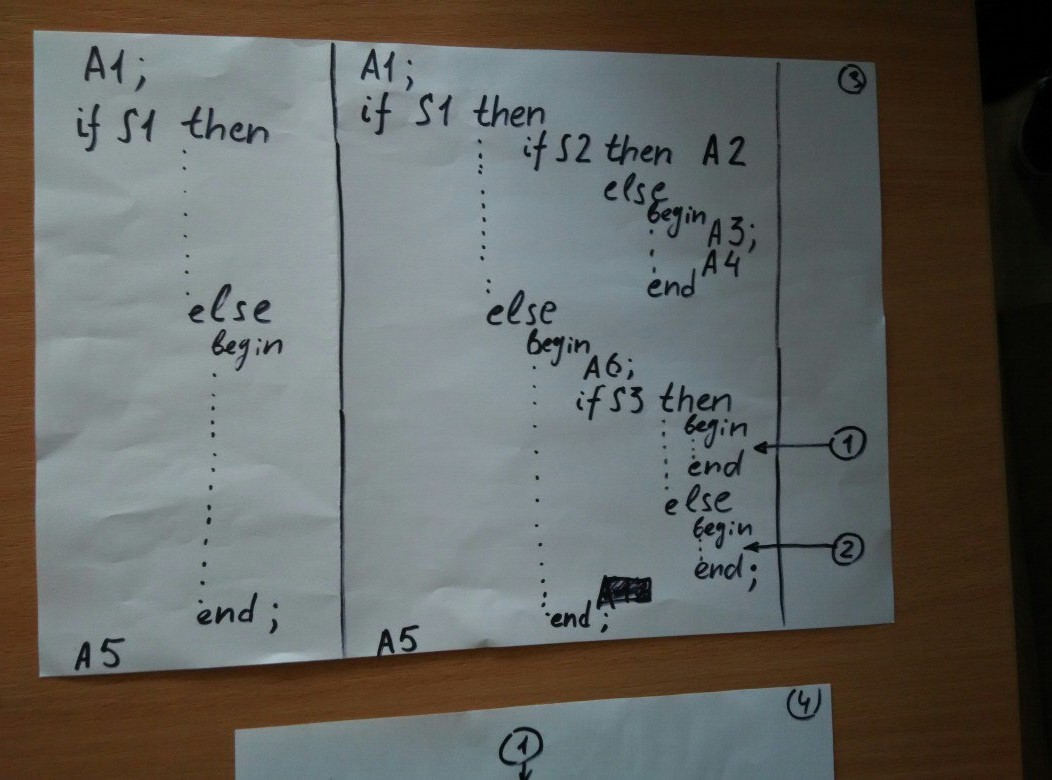 A1;
if S1 then
else
begin
end;
A5
A1;
if S1 then
if S2 then A2
else
begin
A3;
A4
end
else
begin
A6;
if S3 then
begin
end
else
begin
end;
end;
A5
3
1
2
(4)
1